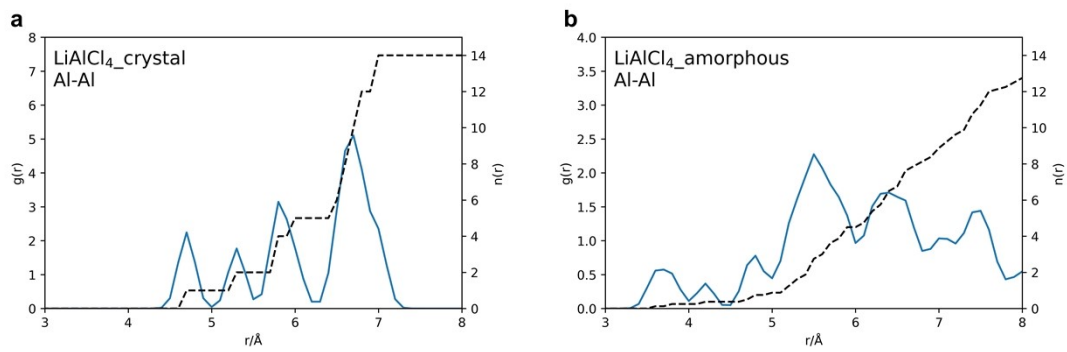 a
LiAlCl₄_crystal
Al-Al
8
7
6
5
4
3
2
1
0
g(r)
14
12
10
8
6
4
2
0
n(r)
3 4 5 6 7 8
r/Å
b
LiAlCl₄_amorphous
Al-Al
4.0
3.5
3.0
2.5
2.0
1.5
1.0
0.5
0.0
g(r)
14
12
10
8
6
4
2
0
n(r)
3 4 5 6 7 8
r/Å